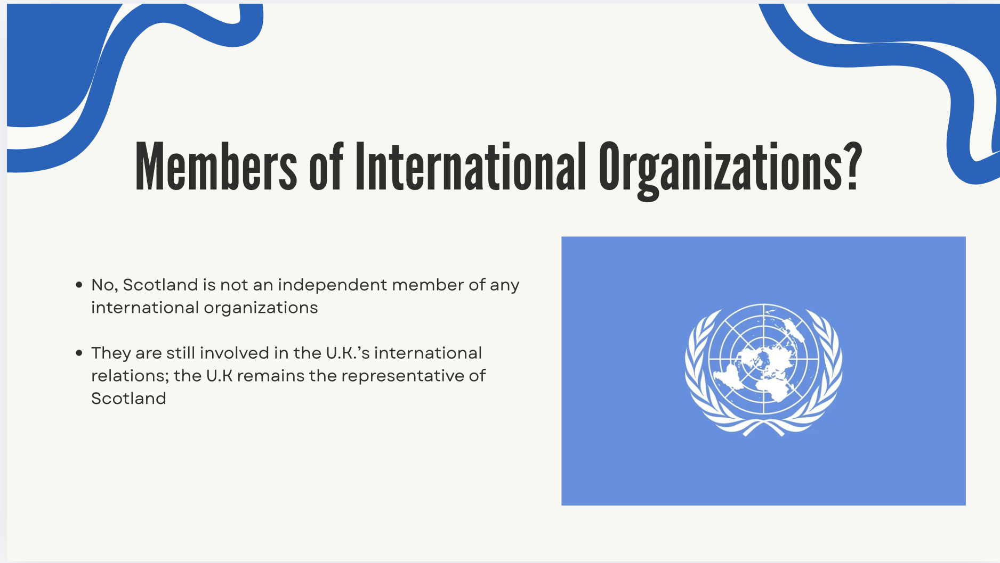 Members of International Organizations?
• No, Scotland is not an independent member of any
international organizations
• They are still involved in the U.K.’s international
relations; the U.K remains the representative of
Scotland